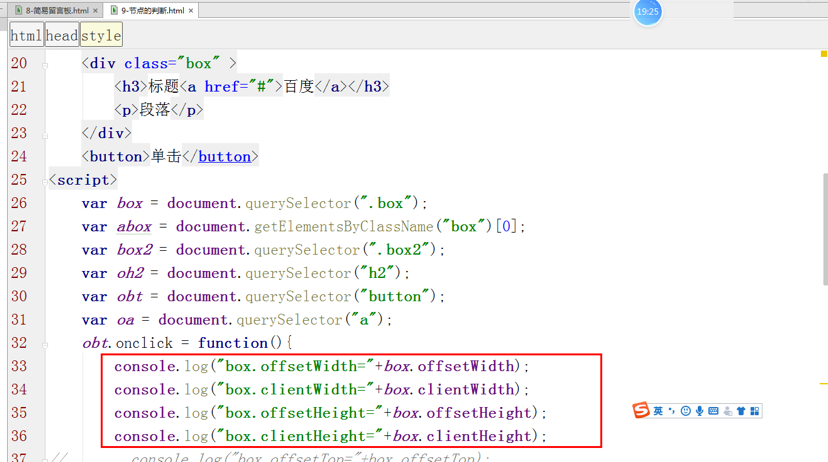 8-简易留言板.html × 9-节点的判断.html × 19:25
html head style
20 <div class="box" >
21 <h3>标题<a href="#">百度</a></h3>
22 <p>段落</p>
23 </div>
24 <button>单击</button>
25 <script>
26 var box = document.querySelector(".box");
27 var abox = document.getElementsByClassName("box")[0];
28 var box2 = document.querySelector(".box2");
29 var oh2 = document.querySelector("h2");
30 var obt = document.querySelector("button");
31 var oa = document.querySelector("a");
32 obt.onclick = function(){
33 console.log("box.offsetWidth="+box.offsetWidth);
34 console.log("box.clientWidth="+box.clientWidth);
35 console.log("box.offsetHeight="+box.offsetHeight);
英
36 console.log("box.clientHeight="+box.clientHeight);
37 // console.log("box.offsetTop="+box.offsetTop);